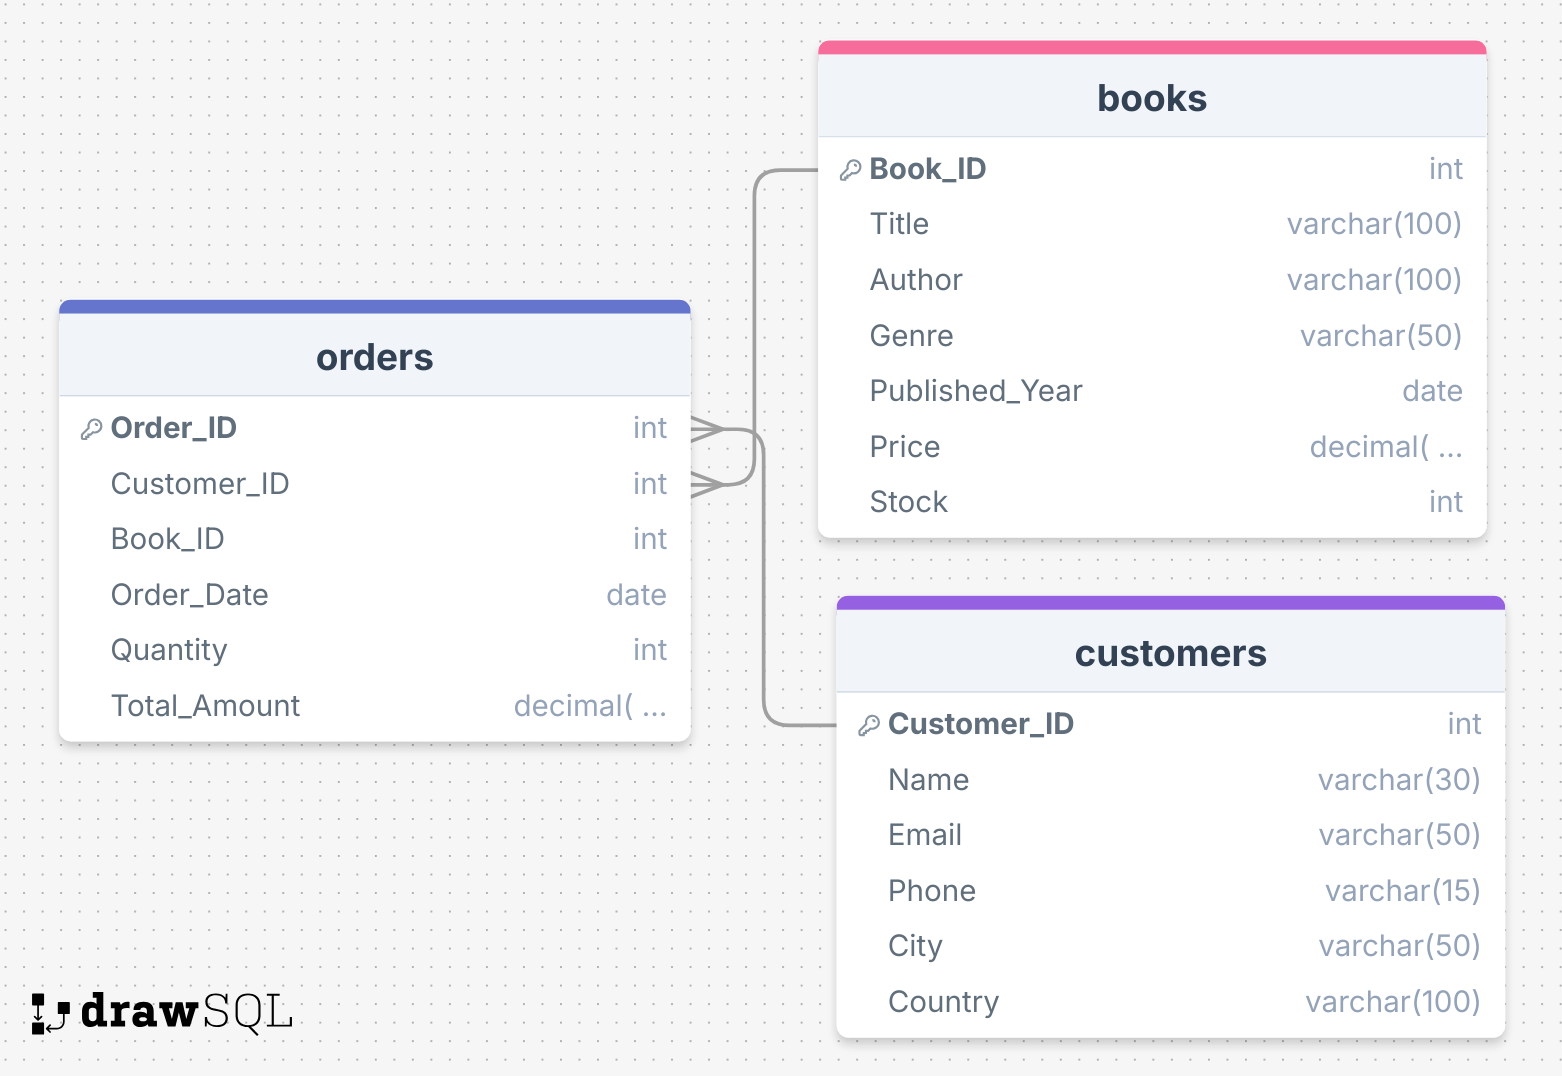 books
Book_ID int
Title varchar(100)
Author varchar(100)
Genre varchar(50)
Published_Year date
Price decimal( ...
Stock int
orders
Order_ID int
Customer_ID int
Book_ID int
Order_Date date
Quantity int
Total_Amount decimal( ...
customers
Customer_ID int
Name varchar(30)
Email varchar(50)
Phone varchar(15)
City varchar(50)
Country varchar(100)
drawSQL